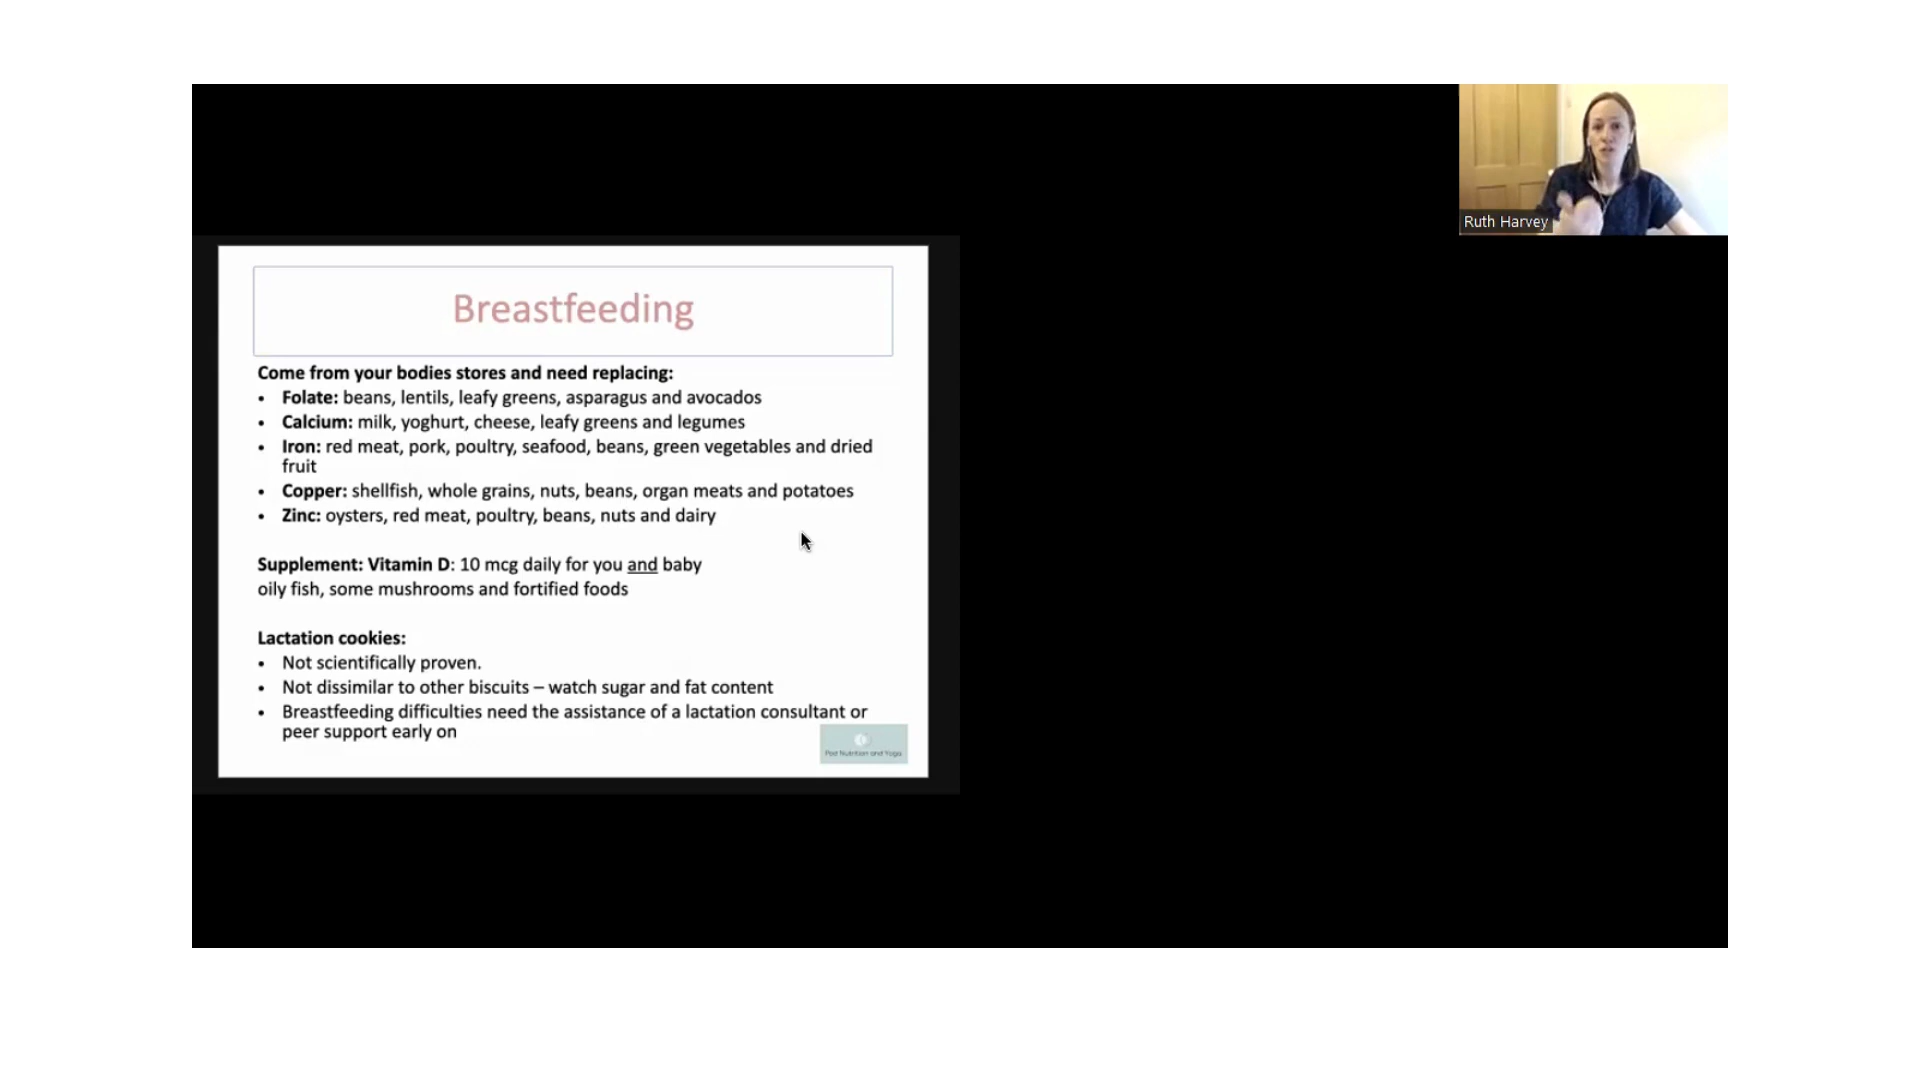 Ruth Harvey
Breastfeeding
Come from your bodies stores and need replacing:
• Folate: beans, lentils, leafy greens, asparagus and avocados
• Calcium: milk, yoghurt, cheese, leafy greens and legumes
• Iron: red meat, pork, poultry, seafood, beans, green vegetables and dried
fruit
• Copper: shellfish, whole grains, nuts, beans, organ meats and potatoes
• Zinc: oysters, red meat, poultry, beans, nuts and dairy
Supplement: Vitamin D: 10 mcg daily for you and baby
oily fish, some mushrooms and fortified foods
Lactation cookies:
• Not scientifically proven.
• Not dissimilar to other biscuits – watch sugar and fat content
• Breastfeeding difficulties need the assistance of a lactation consultant or
peer support early on
Nutrition and Yoga